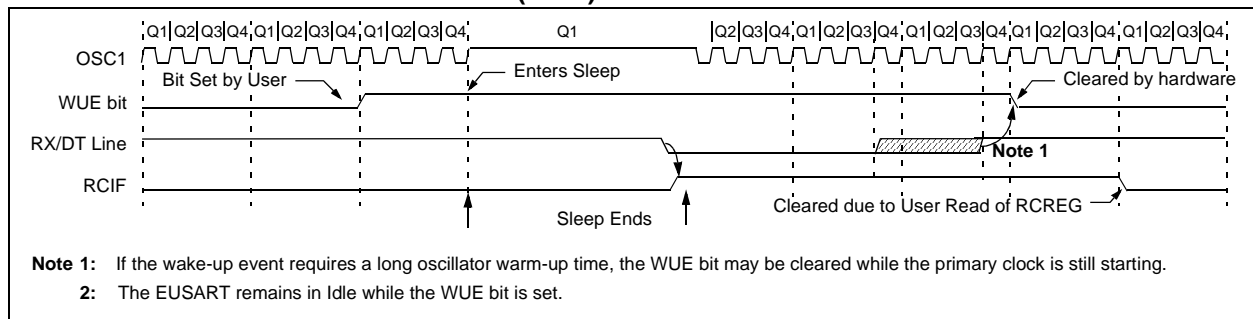 Q1 Q2 Q3 Q4 Q1 Q2 Q3 Q4 Q1 Q2 Q3 Q4 Q1 Q2 Q3 Q4 Q1 Q2 Q3 Q4 Q1 Q2 Q3 Q4 Q1 Q2 Q3 Q4 Q1 Q2 Q3 Q4
OSC1
Bit Set by User
Enters Sleep
Cleared by hardware
WUE bit
RX/DT Line
Note 1
RCIF
Sleep Ends
Cleared due to User Read of RCREG
Note 1: If the wake-up event requires a long oscillator warm-up time, the WUE bit may be cleared while the primary clock is still starting.
2: The EUSART remains in Idle while the WUE bit is set.